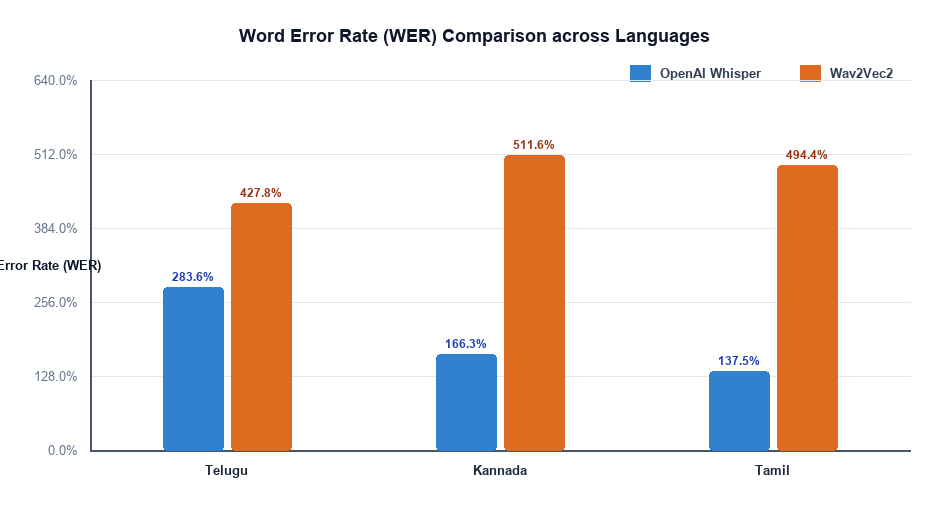 Word Error Rate (WER) Comparison across Languages
OpenAI Whisper
Wav2Vec2
640.0%
512.0%
384.0%
256.0%
128.0%
0.0%
Error Rate (WER)
283.6%
427.8%
166.3%
511.6%
137.5%
494.4%
Telugu
Kannada
Tamil